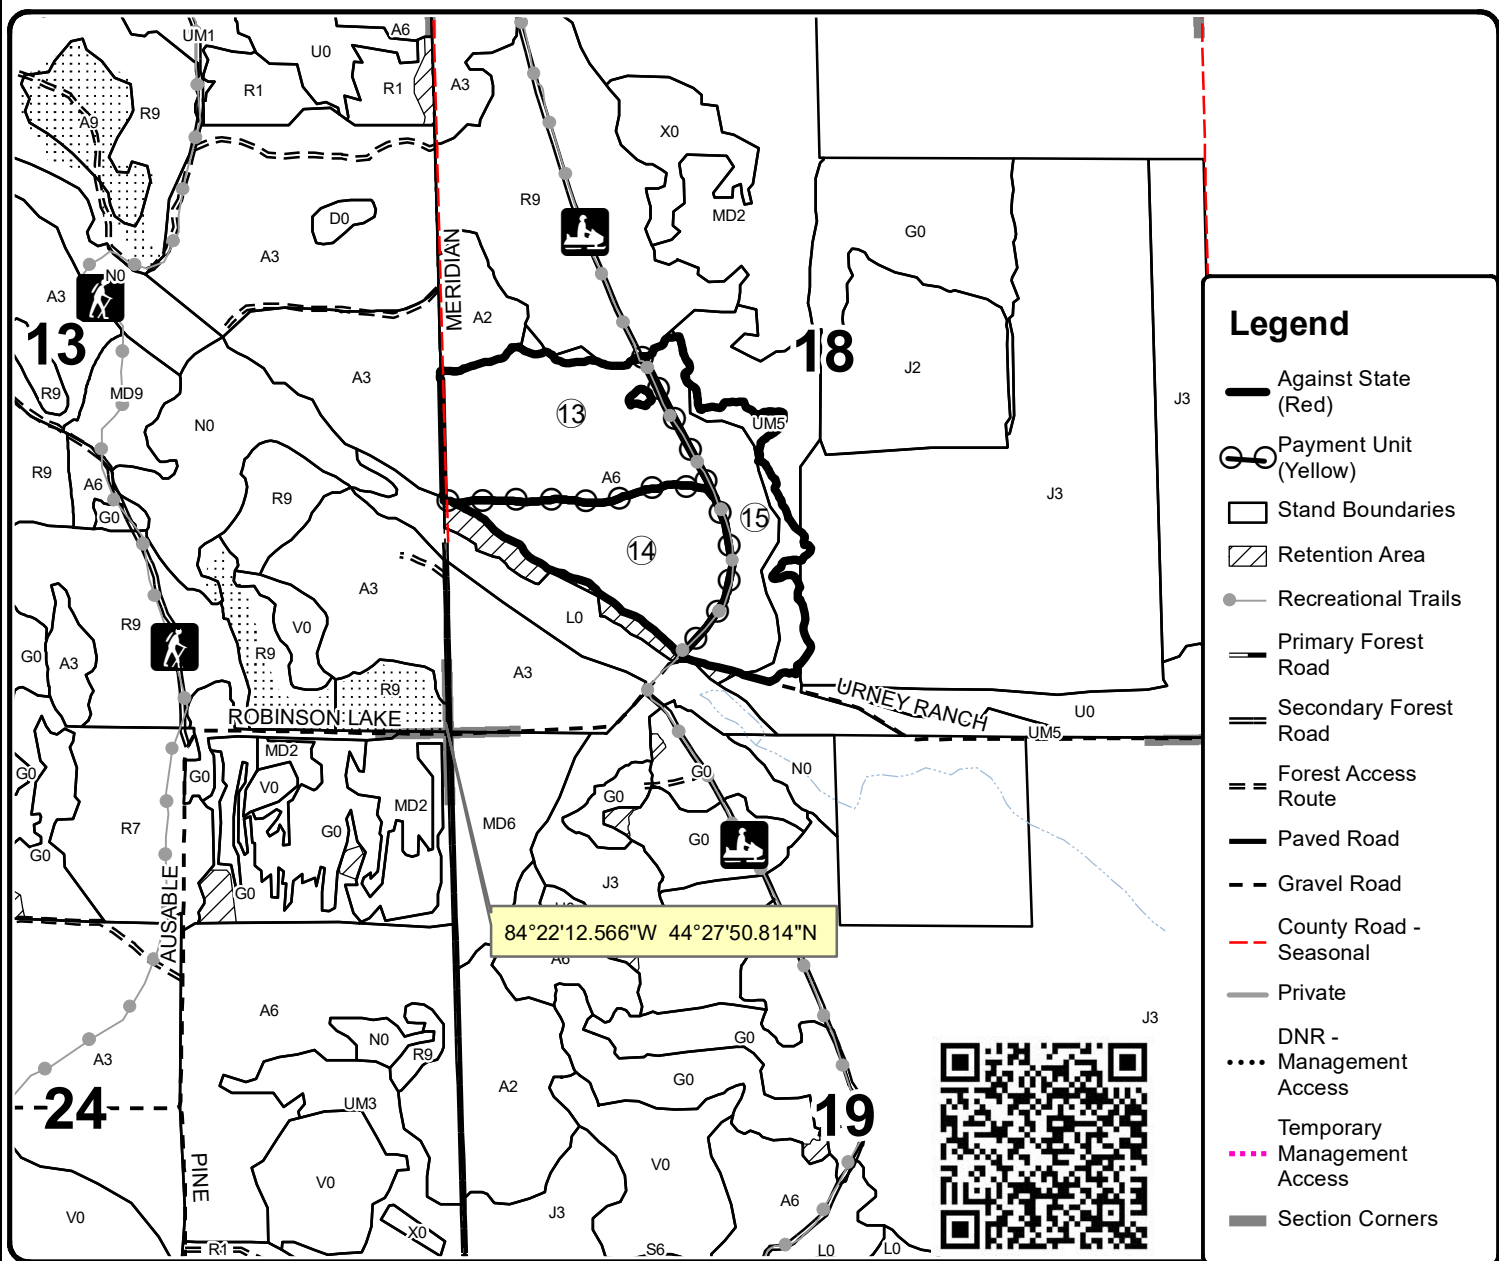 UM1
U0
A6
R1
R1
A3
A9
R9
X0
D0
R9
MD2
G0
A3
N0
A3
MERIDIAN
A2
13
18
A3
J2
R9
MD9
J3
N0
13
UM5
R9
A6
R9
A6
J3
G0
15
14
A3
L0
R9
V0
G0
A3
R9
R9
A3
URNEY RANCH
ROBINSON LAKE
U0
UM5
MD2
G0
G0
V0
G0
N0
G0
MD2
R7
G0
MD6
G0
G0
J3
AUSABLE
G0
84°22'12.566"W 44°27'50.814"N
A6
A6
N0
R9
G0
J3
A3
A2
G0
24
UM3
19
PINE
V0
V0
A6
V0
J3
X0
R1
S6
L0
L0
Legend
Against State
(Red)
Payment Unit
(Yellow)
Stand Boundaries
Retention Area
Recreational Trails
Primary Forest
Road
Secondary Forest
Road
Forest Access
Route
Paved Road
Gravel Road
County Road -
Seasonal
Private
DNR -
Management
Access
Temporary
Management
Access
Section Corners